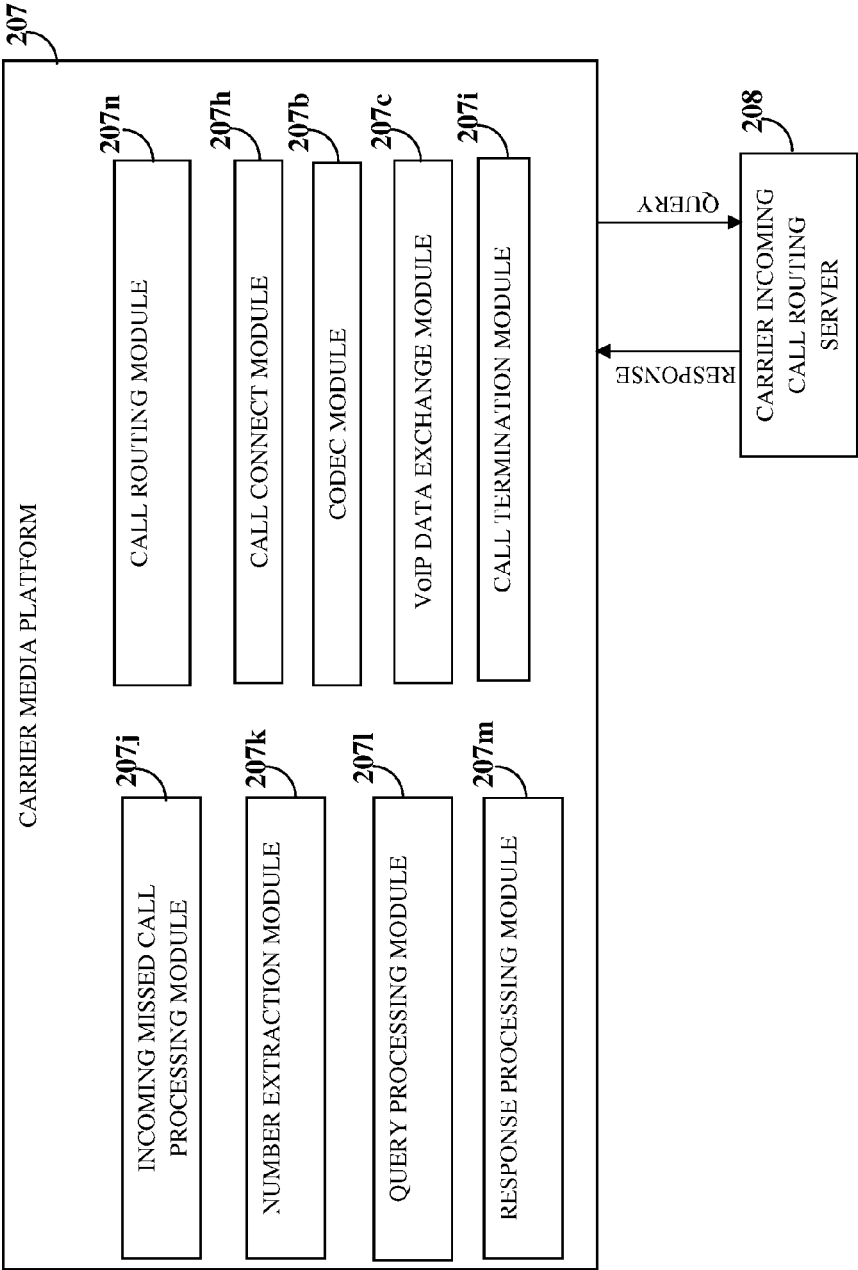 CARRIER MEDIA PLATFORM
207
INCOMING MISSED CALL
PROCESSING MODULE
207j
NUMBER EXTRACTION MODULE
207k
QUERY PROCESSING MODULE
207l
RESPONSE PROCESSING MODULE
207m
CALL ROUTING MODULE
207n
CALL CONNECT MODULE
207h
CODEC MODULE
207b
VoIP DATA EXCHANGE MODULE
207c
CALL TERMINATION MODULE
207i
RESPONSE
QUERY
CARRIER INCOMING
CALL ROUTING
SERVER
208